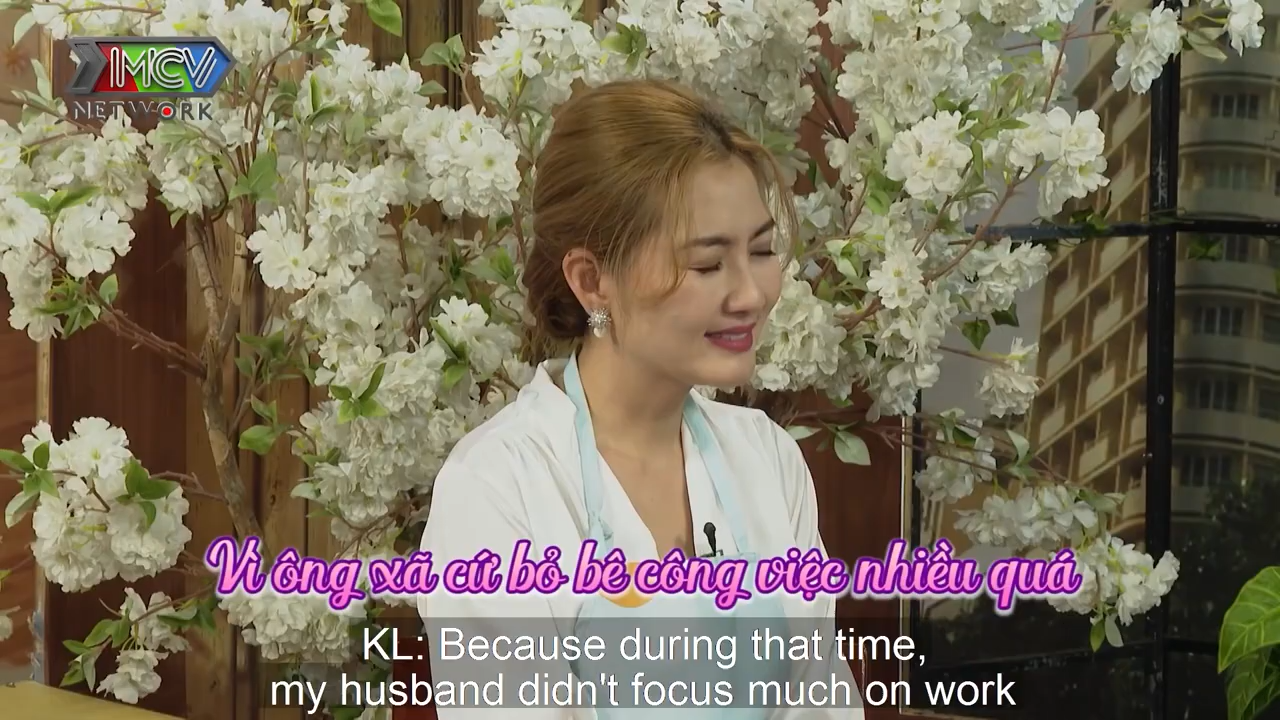 MCV
NETWORK
Vì ông xã cứ bỏ bê công việc nhiều quá
KL: Because during that time,
my husband didn't focus much on work